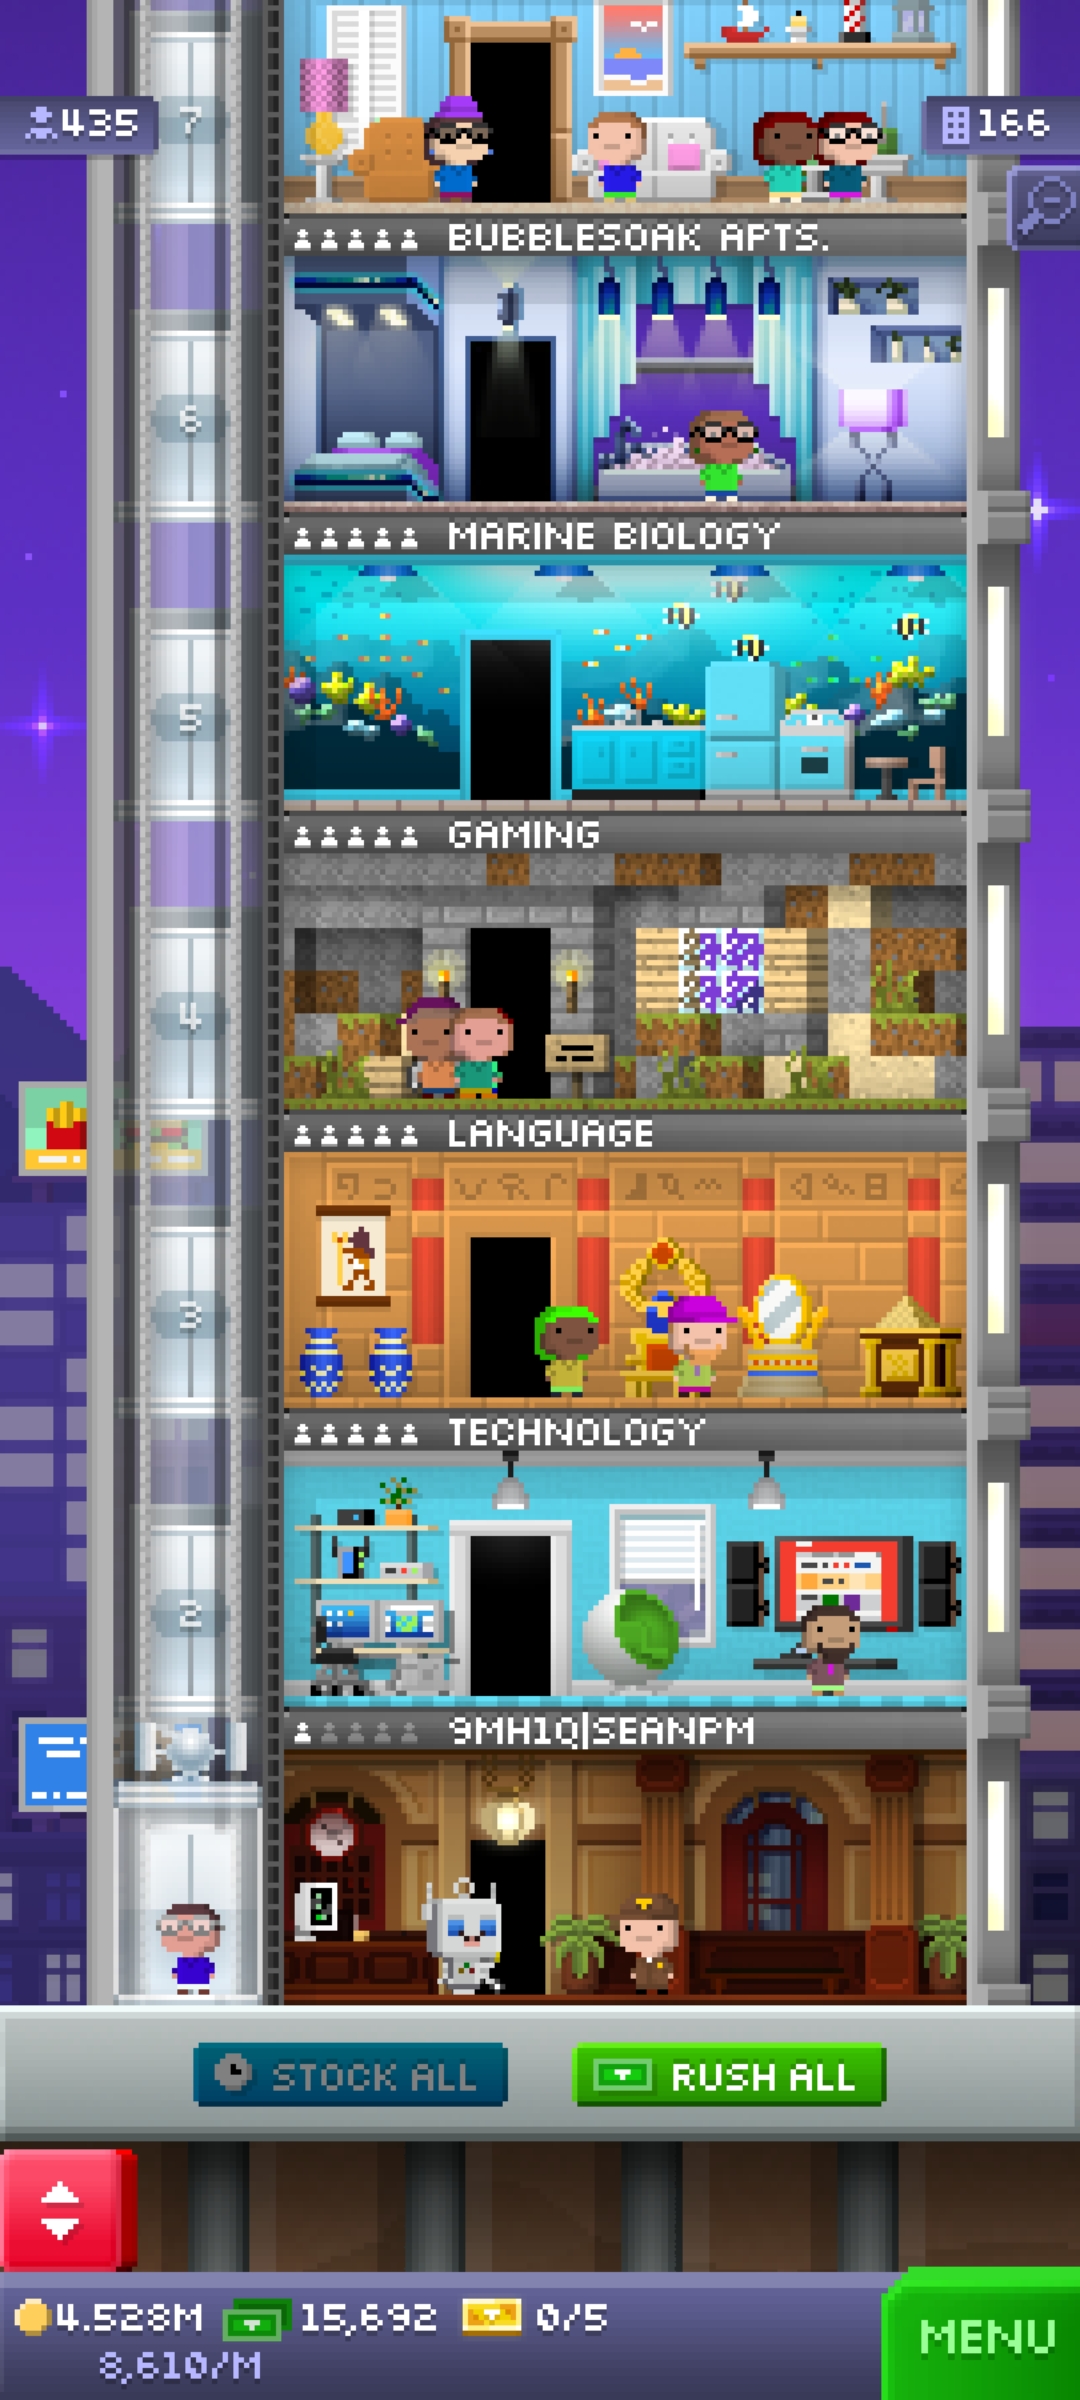 7
435
166
BUBBLESOAK APTS.
6
MARINE BIOLOGY
5
GAMING
4
LANGUAGE
3
TECHNOLOGY
2
9MH1Q|SEANPM
1
STOCK ALL
RUSH ALL
4.528M
15,692
0/5
8,610/M
MENU